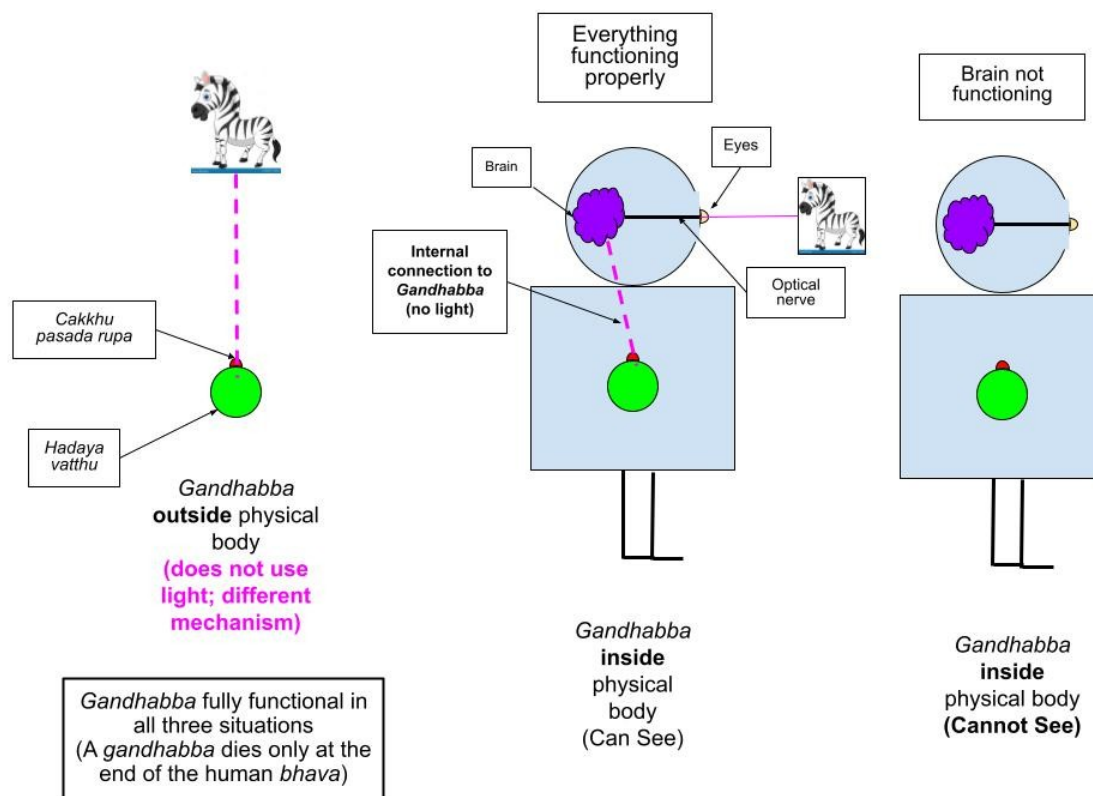 Cakkhu
pasada rupa
Hadaya
vatthu
Gandhabba
outside physical
body
(does not use
light; different
mechanism)
Gandhabba fully functional in
all three situations
(A gandhabba dies only at the
end of the human bhava)
Everything
functioning
properly
Brain
Eyes
Internal
connection to
Gandhabba
(no light)
Optical
nerve
Gandhabba
inside
physical
body
(Can See)
Brain not
functioning
Gandhabba
inside
physical body
(Cannot See)